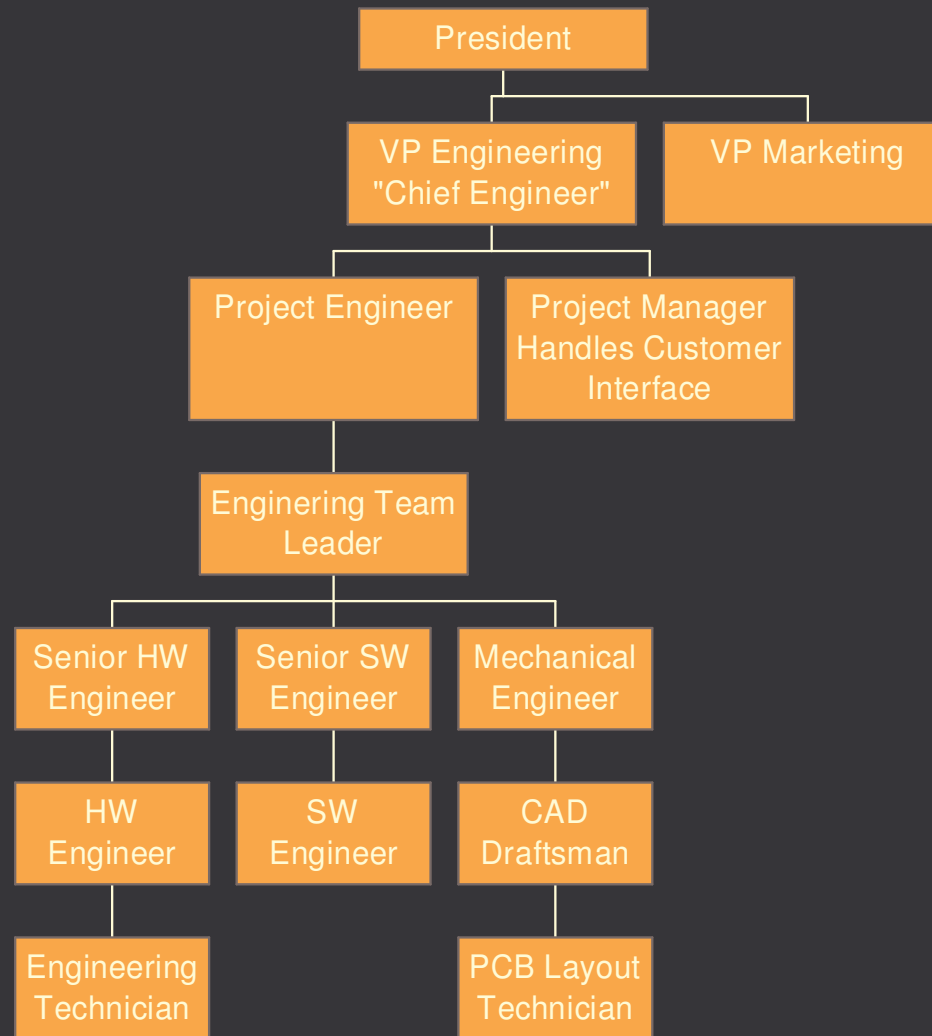 President
VP Engineering
"Chief Engineer"
VP Marketing
Project Engineer
Project Manager
Handles Customer
Interface
Enginering Team
Leader
Senior HW
Engineer
Senior SW
Engineer
Mechanical
Engineer
HW
Engineer
SW
Engineer
CAD
Draftsman
Engineering
Technician
PCB Layout
Technician